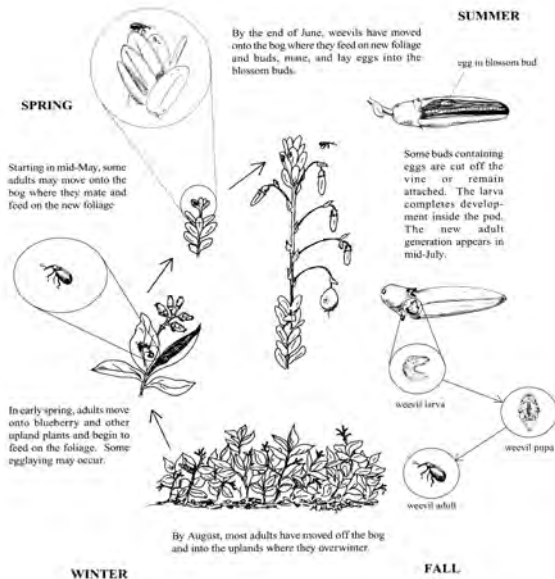 SUMMER
By the end of June, weevils have moved
onto the bog where they feed on new foliage
and buds, mate, and lay eggs into the
blossom buds.
egg in blossom bud
SPRING
Starting in mid-May, some
adults may move onto the
bog where they mate and
feed on the new foliage
Some buds containing
eggs are cut off the
vine or remain
attached. The larva
completes develop-
ment inside the pod.
The new adult
generation appears in
mid-July.
In early spring, adults move
onto blueberry and other
upland plants and begin to
feed on the foliage. Some
egglaying may occur.
weevil larva
weevil pupa
weevil adult
By August, most adults have moved off the bog
and into the uplands where they overwinter
WINTER
FALL